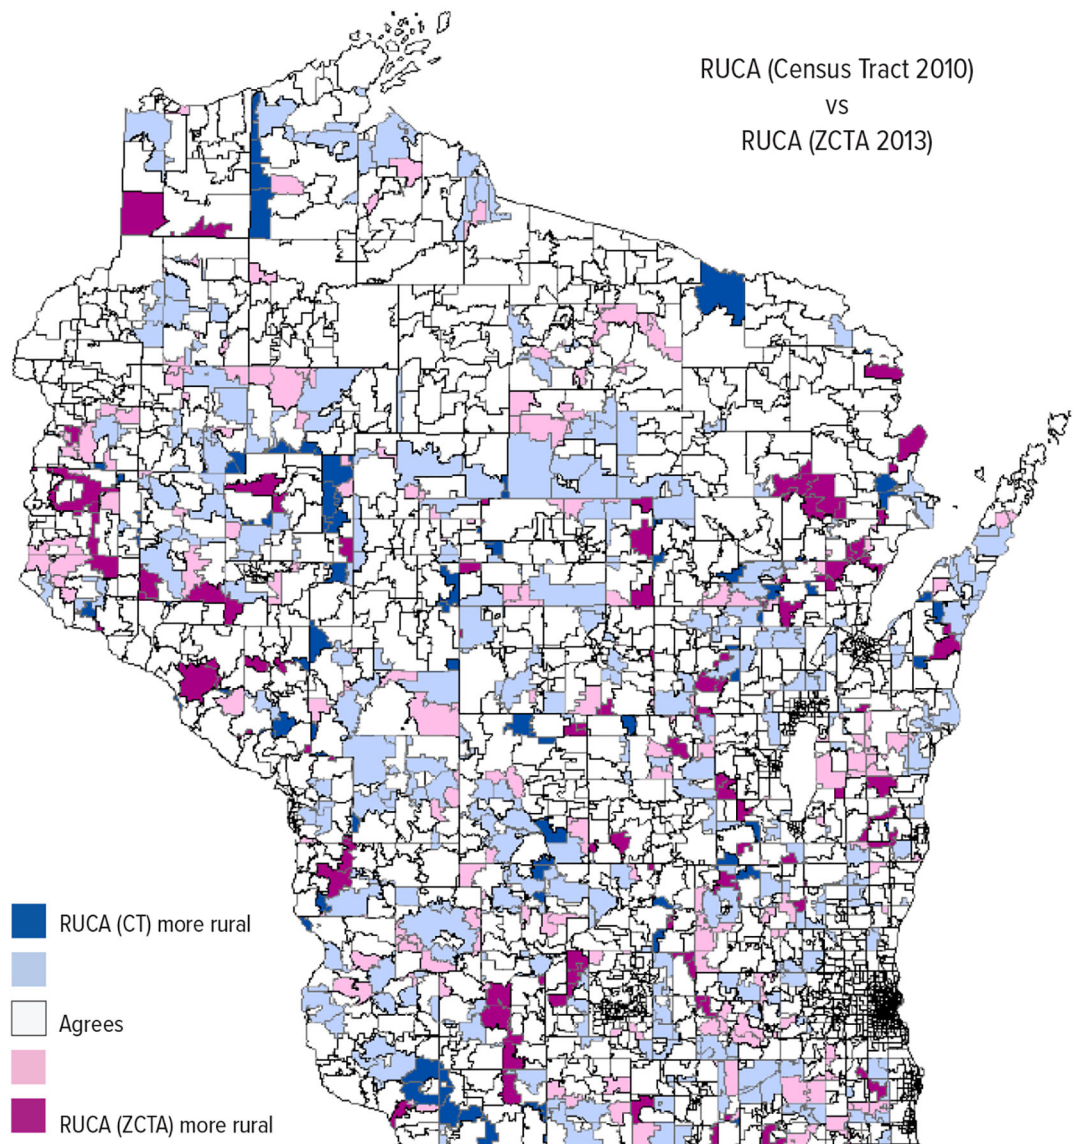 RUCA (Census Tract 2010)
vs
RUCA (ZCTA 2013)
RUCA (CT) more rural
Agrees
RUCA (ZCTA) more rural